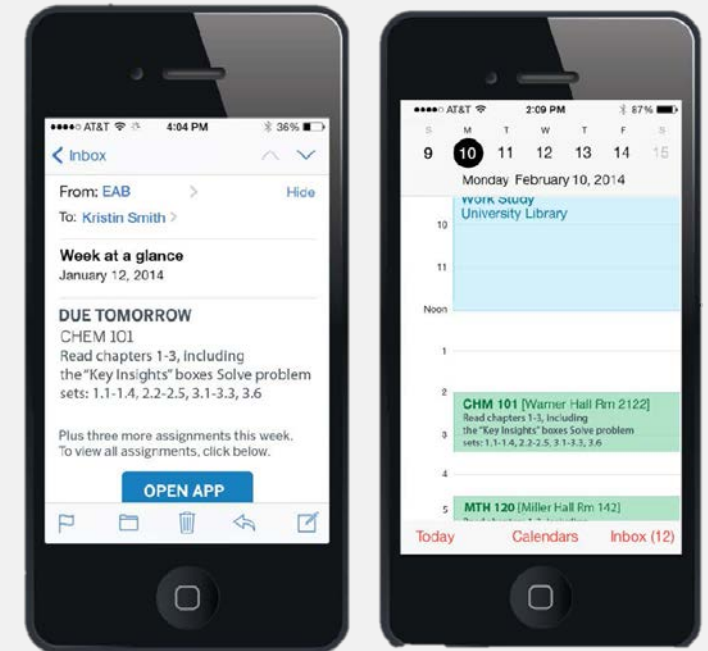 AT&T 4:04 PM 36%
Inbox
From: EAB Hide
To: Kristin Smith
Week at a glance
January 12, 2014
DUE TOMORROW
CHEM 101
Read chapters 1-3, including
the "Key Insights" boxes Solve problem
sets: 1.1-1.4, 2.2-2.5, 3.1-3.3, 3.6
Plus three more assignments this week.
To view all assignments, click below.
OPEN APP
AT&T 2:09 PM 87%
S M T W T F S
9 10 11 12 13 14 15
Monday February 10, 2014
Work Study
University Library
10
11
Noon
1
2
CHM 101 [Warner Hall Rm 2122]
Read chapters 1-3, including
the "Key Insights" boxes Solve problem
3
sets: 1.1-1.4, 2.2-2.5, 3.1-3.3, 3.6
4
5
MTH 120 [Miller Hall Rm 142]
Today Calendars Inbox (12)